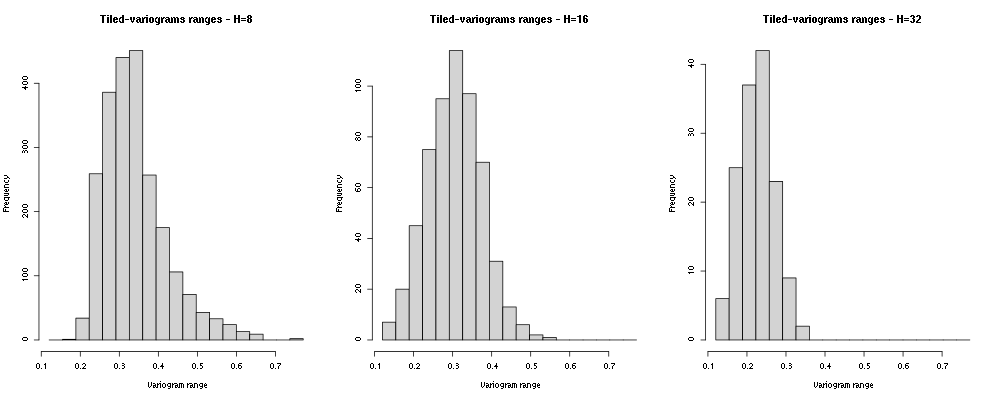 Tiled-variograms ranges - H=8
Frequency
400
300
200
100
0
0.1 0.2 0.3 0.4 0.5 0.6 0.7
Variogram range
Tiled-variograms ranges - H=16
Frequency
100
80
60
40
20
0
0.1 0.2 0.3 0.4 0.5 0.6 0.7
Variogram range
Tiled-variograms ranges - H=32
Frequency
40
30
20
10
0
0.1 0.2 0.3 0.4 0.5 0.6 0.7
Variogram range